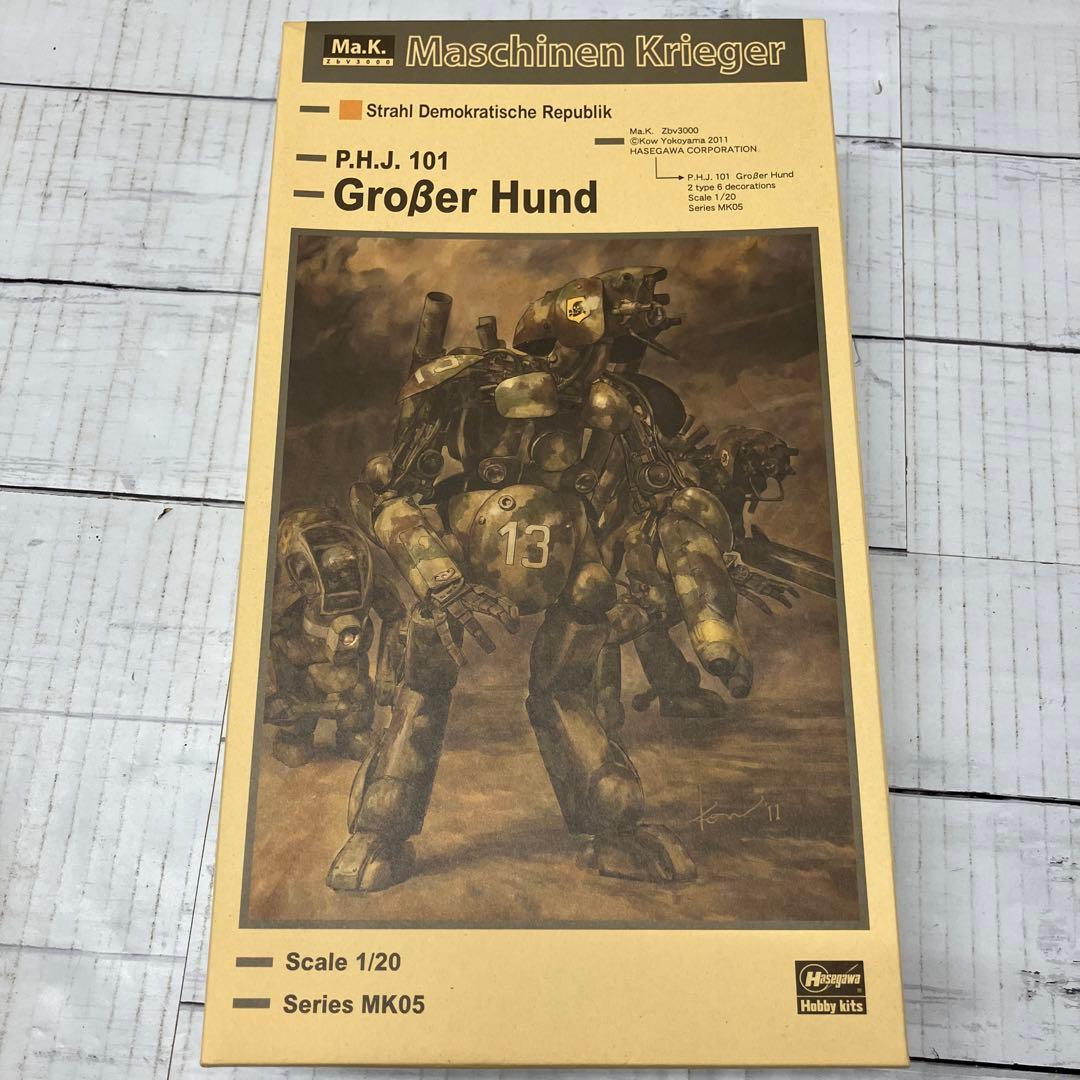 Ma.K.
ZbV3000
Maschinen Krieger
Strahl Demokratische Republik
Ma.K. Zbv3000
©Kow Yokoyama 2011
HASEGAWA CORPORATION
P.H.J. 101 Großer Hund
2 type 6 decorations
Scale 1/20
Series MK05
P.H.J. 101
Großer Hund
13
Kow '11
Scale 1/20
Series MK05
Hasegawa
Hobby kits